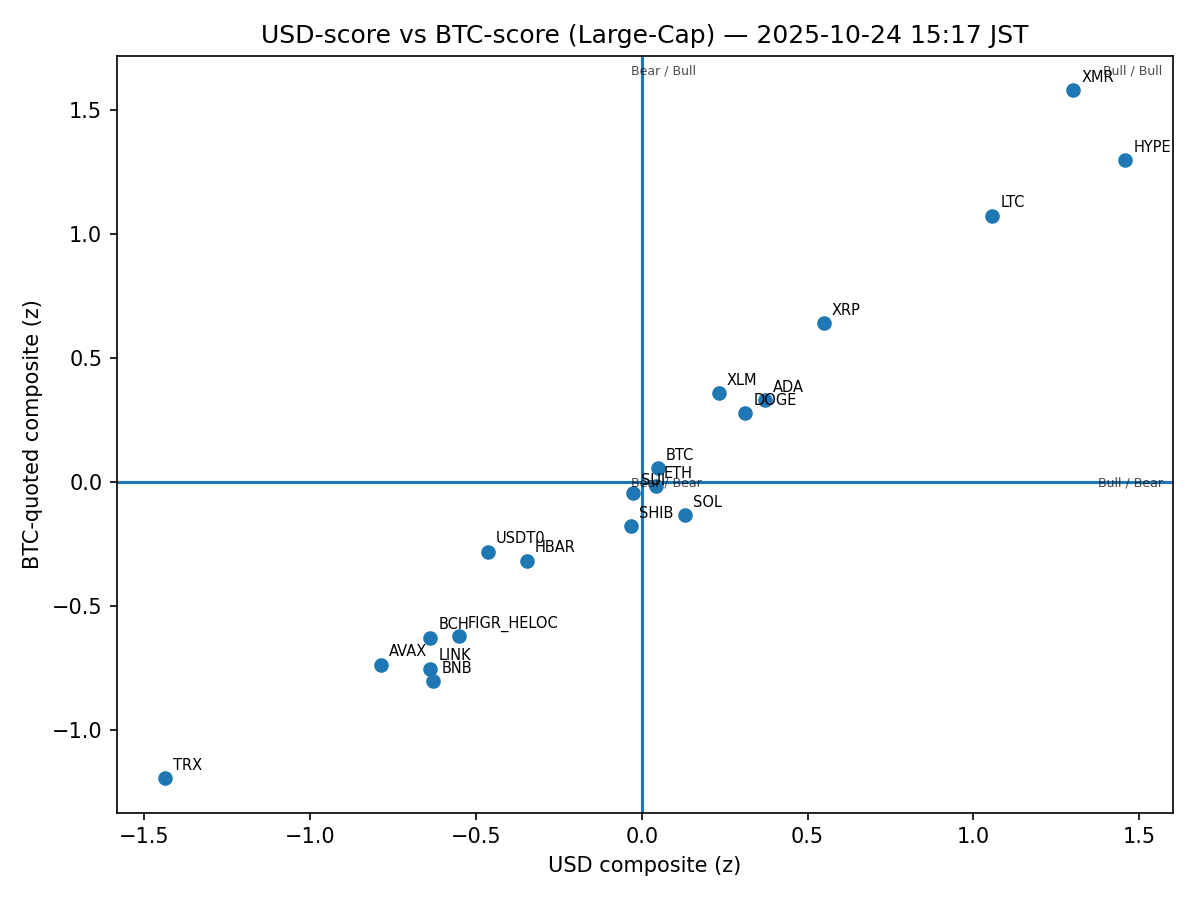 USD-score vs BTC-score (Large-Cap) — 2025-10-24 15:17 JST
Bear / Bull
Bull / Bull
XMR
HYPE
LTC
XRP
XLM
ADA
DOGE
BTC
ETH
SUI
Bear / Bear
Bull / Bear
SOL
SHIB
USDT0
HBAR
BCH
FIGR_HELOC
AVAX
LINK
BNB
TRX
1.5
1.0
0.5
0.0
−0.5
−1.0
BTC-quoted composite (z)
−1.5
−1.0
−0.5
0.0
0.5
1.0
1.5
USD composite (z)